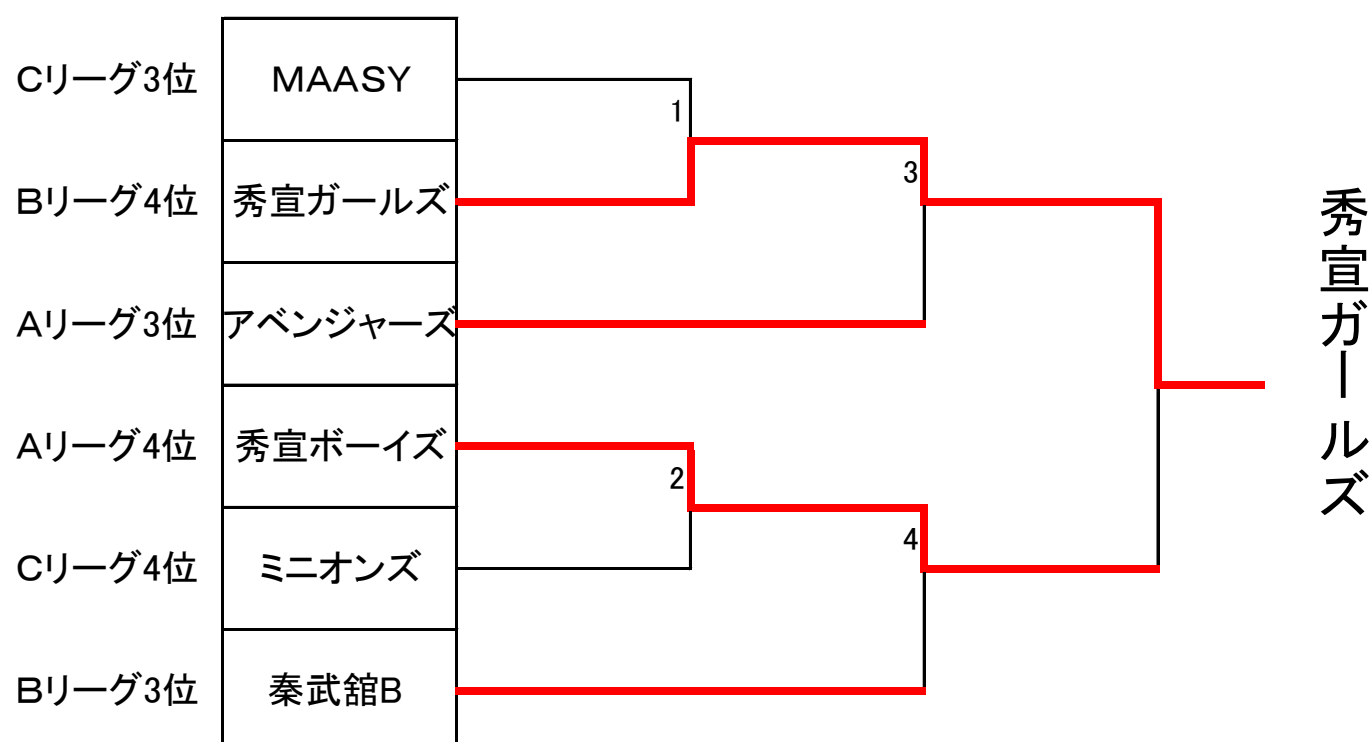 Cリーグ3位 MAASY
1
Bリーグ4位 秀宣ガールズ
3
Aリーグ3位 アベンジャーズ
秀宣ガールズ
Aリーグ4位 秀宣ボーイズ
2
Cリーグ4位 ミニオンズ
4
Bリーグ3位 秦武舘B